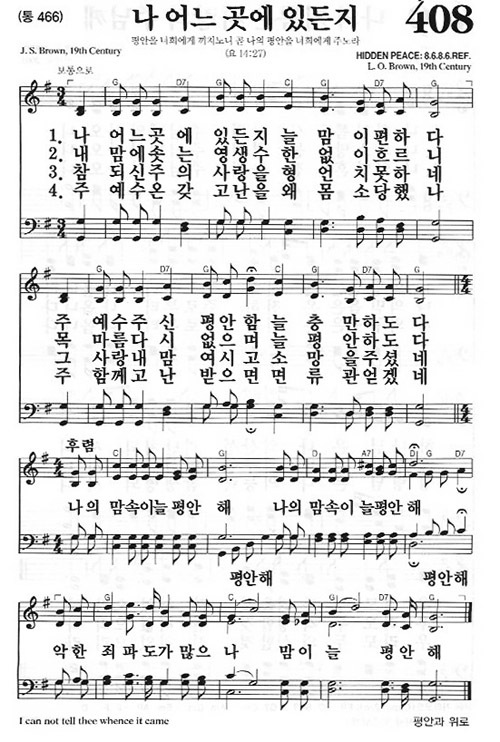 (통 466)
나 어느 곳에 있든지
408
평안을 너희에게 끼치노니 곧 나의 평안을 너희에게 주노라
(요 14:27)
J. S. Brown, 19th Century
HIDDEN PEACE: 8.6.8.6.REF.
L. O. Brown, 19th Century
보통으로
G D7 G C G D7
1. 나 어느곳에 있든지늘 맘이편하다
2. 내 맘에솟는 영생수한 없이흐르니
3. 참 되신주의 사랑을형 언치못하네
4. 주 예수온갖 고난을왜 몸소당했나
G D7 G C G D7 G
주 예수주신 평안함늘 충만하도다
목 마름다시 없으며늘 평안하도다
그 사랑내맘 여시고소망을주셨네
주 함께고난 받으면면류관얻겠네
후렴
C G D A7 D G D7
나의 맘속이늘평안 해 나의 맘속이 늘평안해
평안해 평안해
G C G D7 G
악한 죄 파 도 가 많 으 나 맘 이 늘 평 안 해
I can not tell thee whence it came
평안과 위로